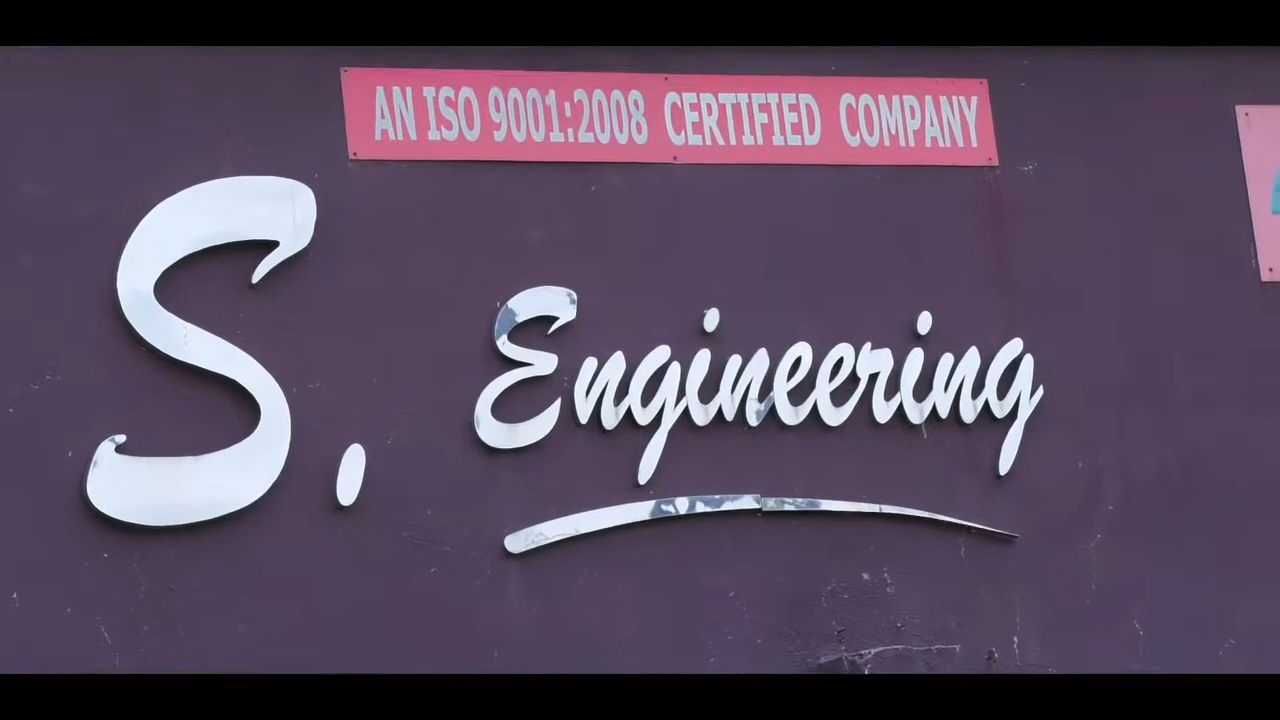 AN ISO 9001:2008 CERTIFIED COMPANY
S. Engineering